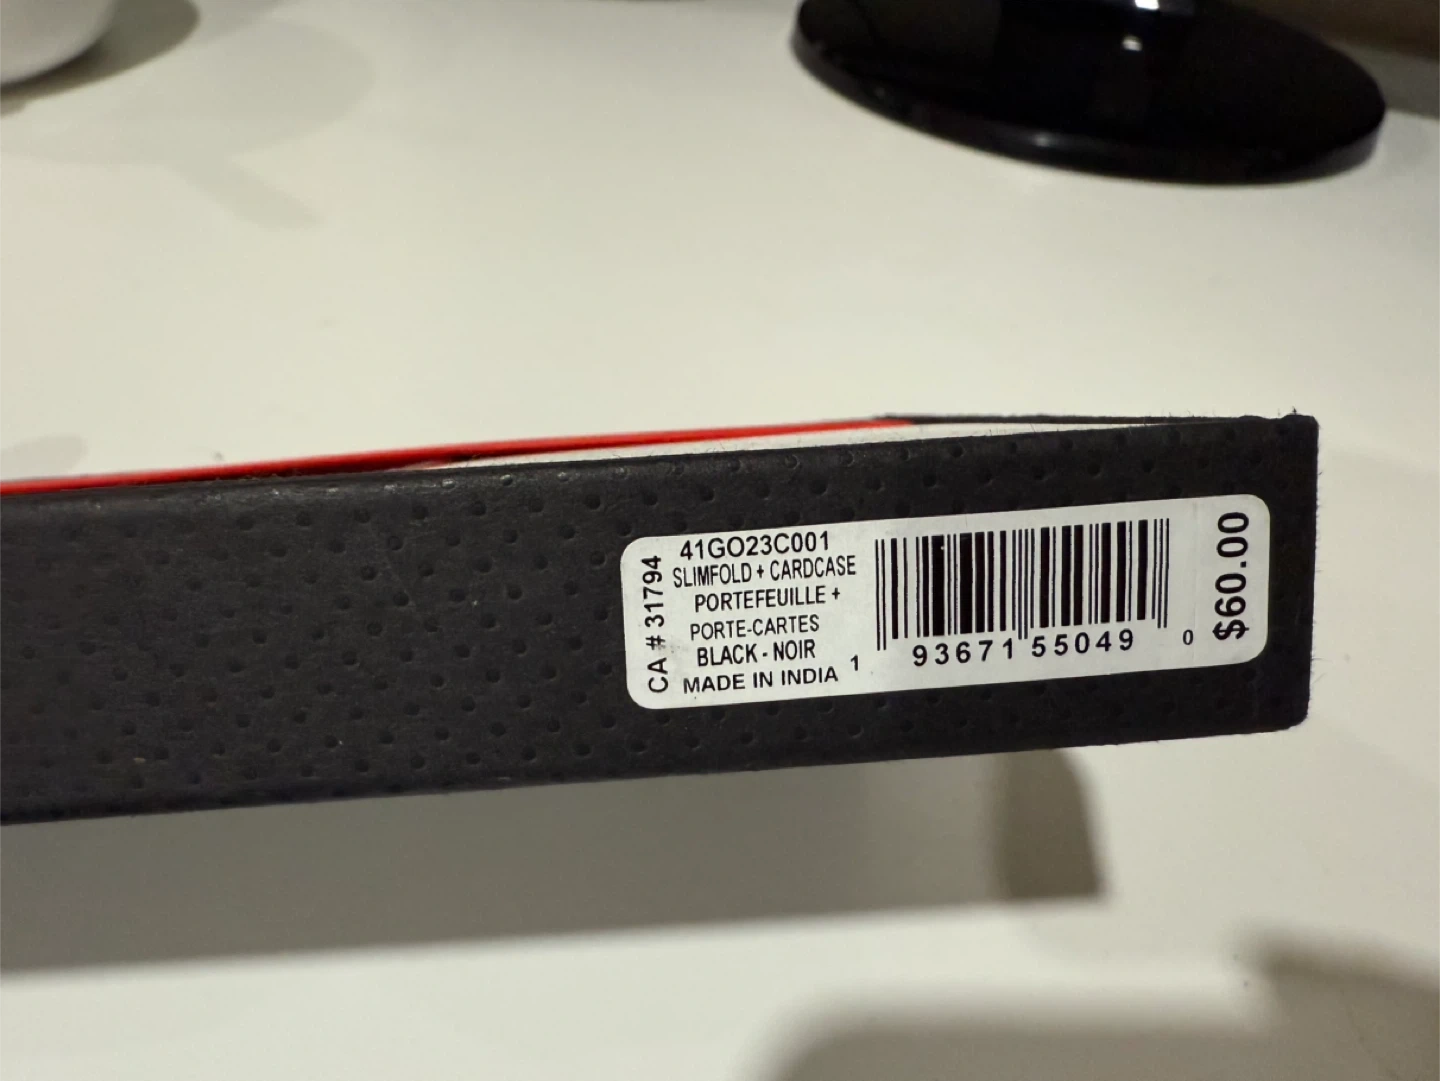 CA # 31794
41GO23C001
SLIMFOLD + CARDCASE
PORTEFEUILLE +
PORTE-CARTES
BLACK - NOIR
MADE IN INDIA
1 93671 55049 0
$60.00